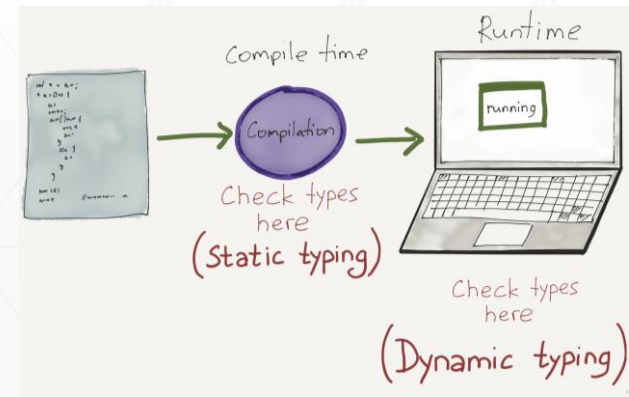 Compile time
Compilation
Check types
here
(Static typing)
Runtime
running
Check types
here
(Dynamic typing)